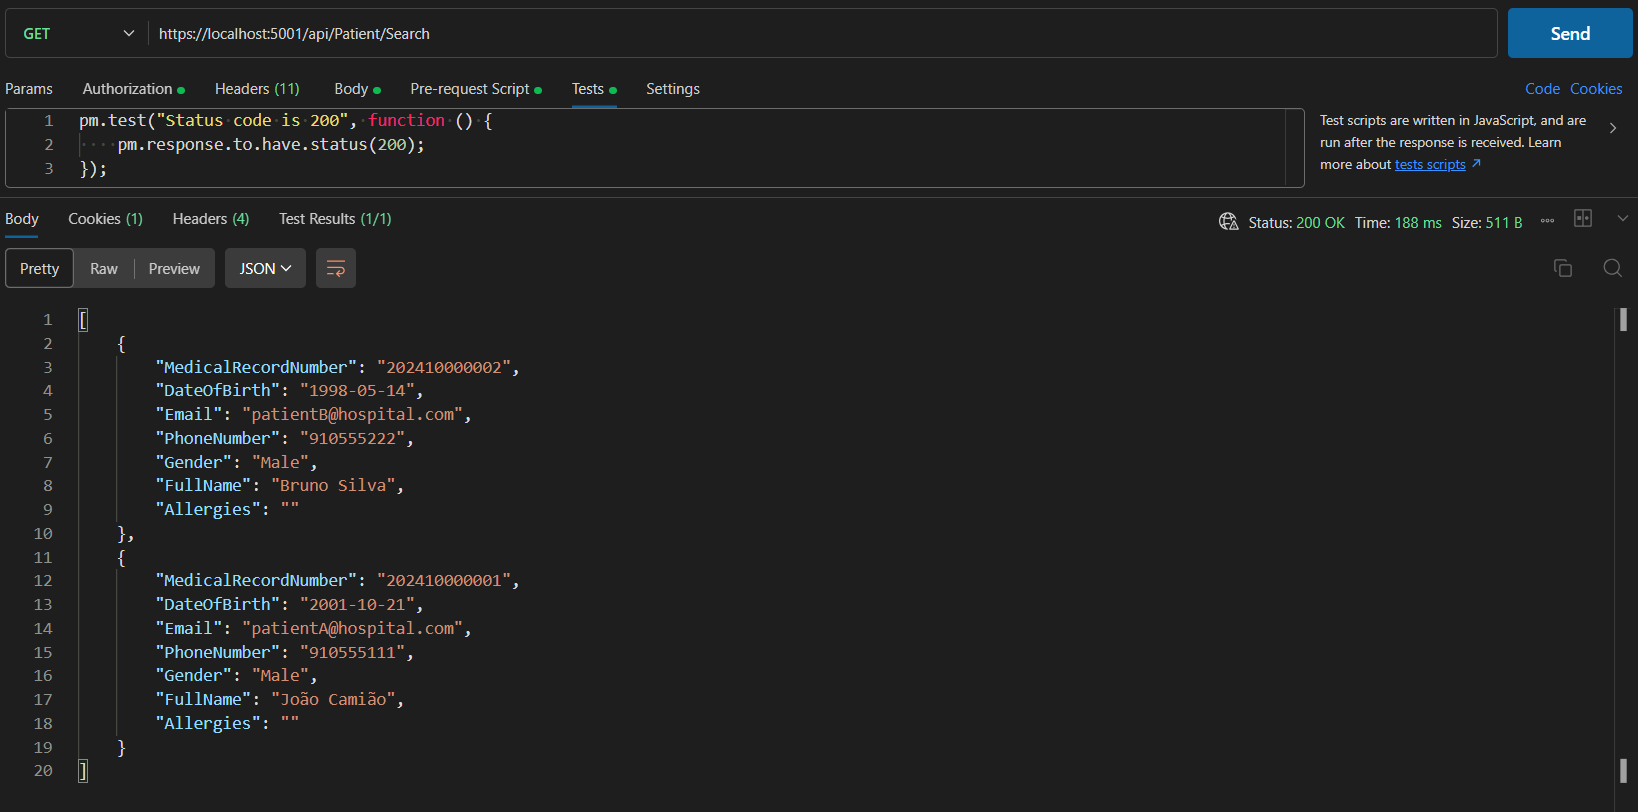 GET https://localhost:5001/api/Patient/Search Send
Params Authorization Headers (11) Body Pre-request Script Tests Settings Code Cookies
1 pm.test("Status code is 200", function () {
2 pm.response.to.have.status(200);
3 });
Test scripts are written in JavaScript, and are
run after the response is received. Learn
more about tests scripts ↗
Body Cookies (1) Headers (4) Test Results (1/1) Status: 200 OK Time: 188 ms Size: 511 B
Pretty Raw Preview JSON
1 [
2 {
3 "MedicalRecordNumber": "202410000002",
4 "DateOfBirth": "1998-05-14",
5 "Email": "patientB@hospital.com",
6 "PhoneNumber": "910555222",
7 "Gender": "Male",
8 "FullName": "Bruno Silva",
9 "Allergies": ""
10 },
11 {
12 "MedicalRecordNumber": "202410000001",
13 "DateOfBirth": "2001-10-21",
14 "Email": "patientA@hospital.com",
15 "PhoneNumber": "910555111",
16 "Gender": "Male",
17 "FullName": "João Camião",
18 "Allergies": ""
19 }
20 ]